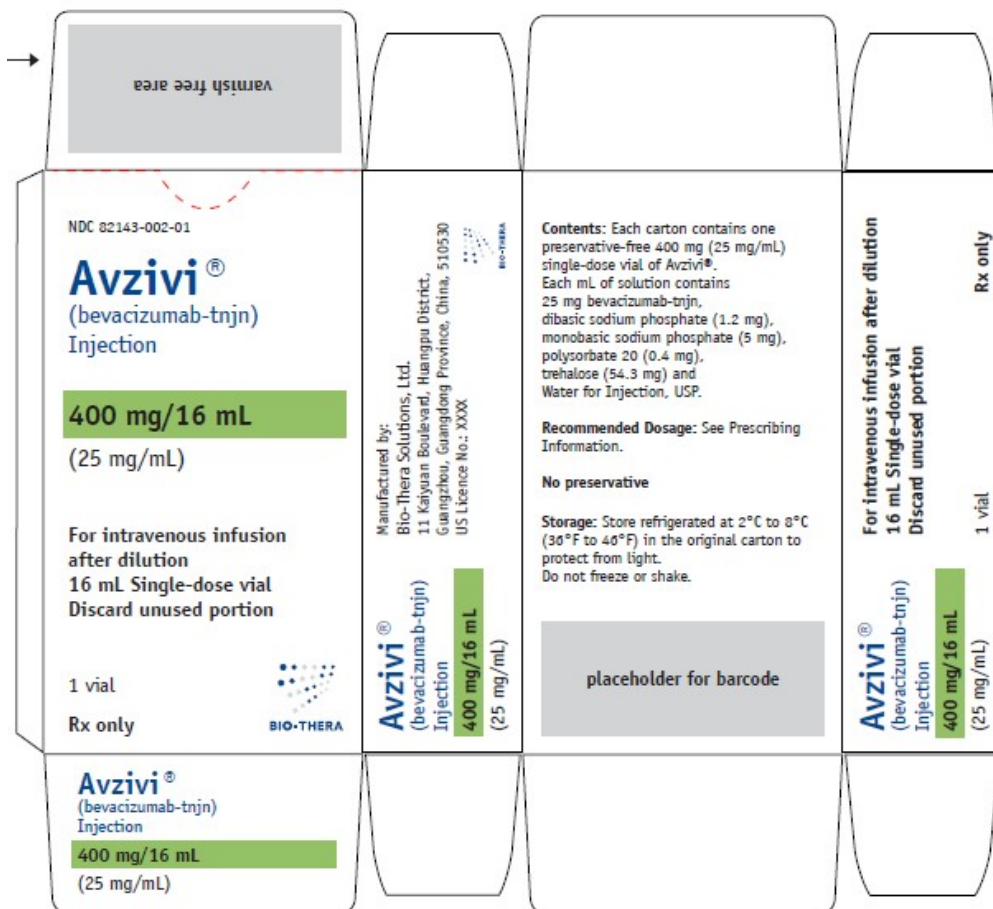 varnish free area
NDC 82143-002-01
Avzivi®
(bevacizumab-tnjn)
Injection
400 mg/16 mL
(25 mg/mL)
For intravenous infusion
after dilution
16 mL Single-dose vial
Discard unused portion
1 vial
Rx only
BIO-THERA
Avzivi®
(bevacizumab-tnjn)
Injection
400 mg/16 mL
(25 mg/mL)
Manufactured by:
Bio-Thera Solutions, Ltd.
11 Kaiyuan Boulevard, Huangpu District,
Guangzhou, Guangdong Province, China, 510530
US Licence No.: XXXX
BIO-THERA
Avzivi®
(bevacizumab-tnjn)
Injection
400 mg/16 mL
(25 mg/mL)
Contents: Each carton contains one
preservative-free 400 mg (25 mg/mL)
single-dose vial of Avzivi®.
Each mL of solution contains
25 mg bevacizumab-tnjn,
dibasic sodium phosphate (1.2 mg),
monobasic sodium phosphate (5 mg),
polysorbate 20 (0.4 mg),
trehalose (54.3 mg) and
Water for Injection, USP.
Recommended Dosage: See Prescribing
Information.
No preservative
Storage: Store refrigerated at 2°C to 8°C
(36°F to 46°F) in the original carton to
protect from light.
Do not freeze or shake.
placeholder for barcode
For intravenous infusion after dilution
16 mL Single-dose vial
Discard unused portion
1 vial
Rx only
Avzivi®
(bevacizumab-tnjn)
Injection
400 mg/16 mL
(25 mg/mL)